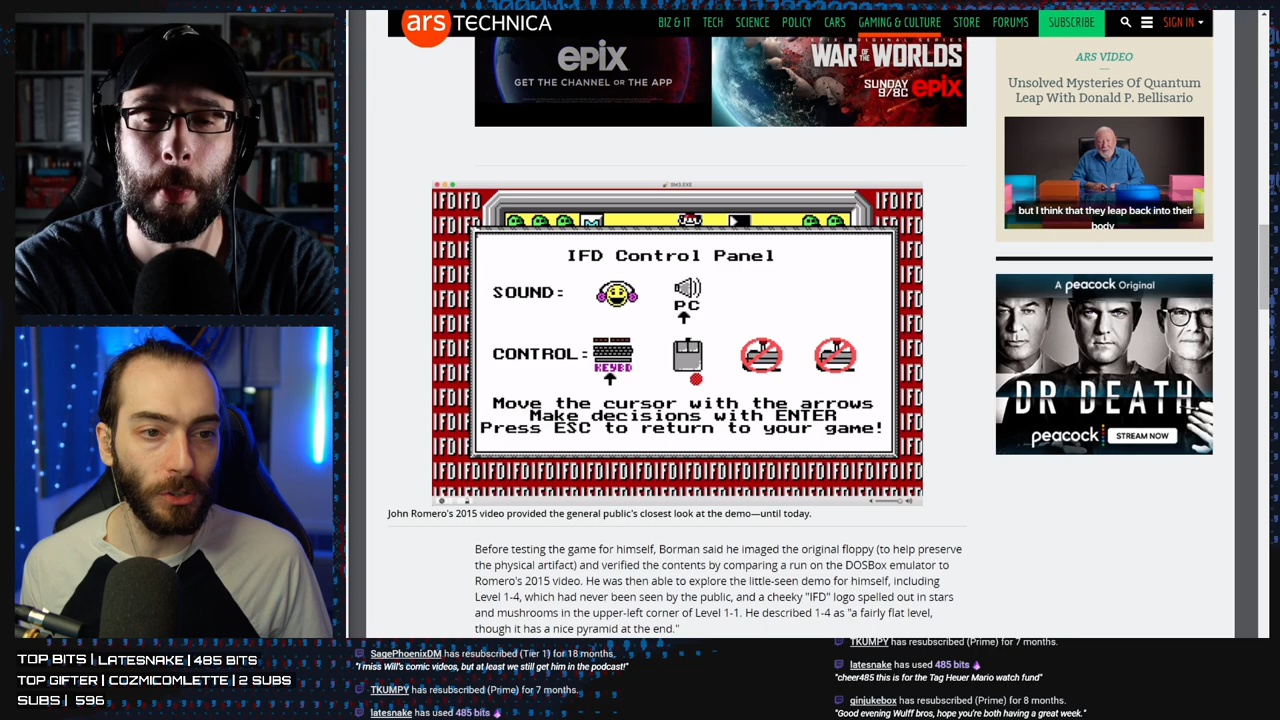 ars TECHNICA
BIZ & IT TECH SCIENCE POLICY CARS GAMING & CULTURE STORE FORUMS SUBSCRIBE SIGN IN
epix
GET THE CHANNEL OR THE APP
EPIX ORIGINAL SERIES
WAR OF THE WORLDS
SUNDAY
9/8C epix
ARS VIDEO
Unsolved Mysteries Of Quantum
Leap With Donald P. Bellisario
but I think that they leap back into their
body
A peacock Original
DR DEATH
peacock STREAM NOW
SW3.EXE
IFD Control Panel
SOUND:
PC
CONTROL:
KEYBD
Move the cursor with the arrows
Make decisions with ENTER
Press ESC to return to your game!
IFDIFDIFDIFDIFDIFDIFDIFDIFDIFDIFDIFDIFDIFD
John Romero's 2015 video provided the general public's closest look at the demo—until today.
Before testing the game for himself, Borman said he imaged the original floppy (to help preserve
the physical artifact) and verified the contents by comparing a run on the DOSBox emulator to
Romero's 2015 video. He was then able to explore the little-seen demo for himself, including
Level 1-4, which had never been seen by the public, and a cheeky "IFD" logo spelled out in stars
and mushrooms in the upper-left corner of Level 1-1. He described 1-4 as "a fairly flat level,
though it has a nice pyramid at the end."
TOP BITS | LATESNAKE | 485 BITS
TOP GIFTER | COZMICOMLETTE | 2 SUBS
SUBS | 596
SagePhoenixDM has resubscribed (Tier 1) for 18 months.
"I miss Will's comic videos, but at least we still get him in the podcast!"
TKUMPY has resubscribed (Prime) for 7 months.
latesnake has used 485 bits
TKUMPY has resubscribed (Prime) for 7 months.
latesnake has used 485 bits
"cheer485 this is for the Tag Heuer Mario watch fund"
ginjukebox has resubscribed (Prime) for 8 months.
"Good evening Wulff bros, hope you're both having a great week."